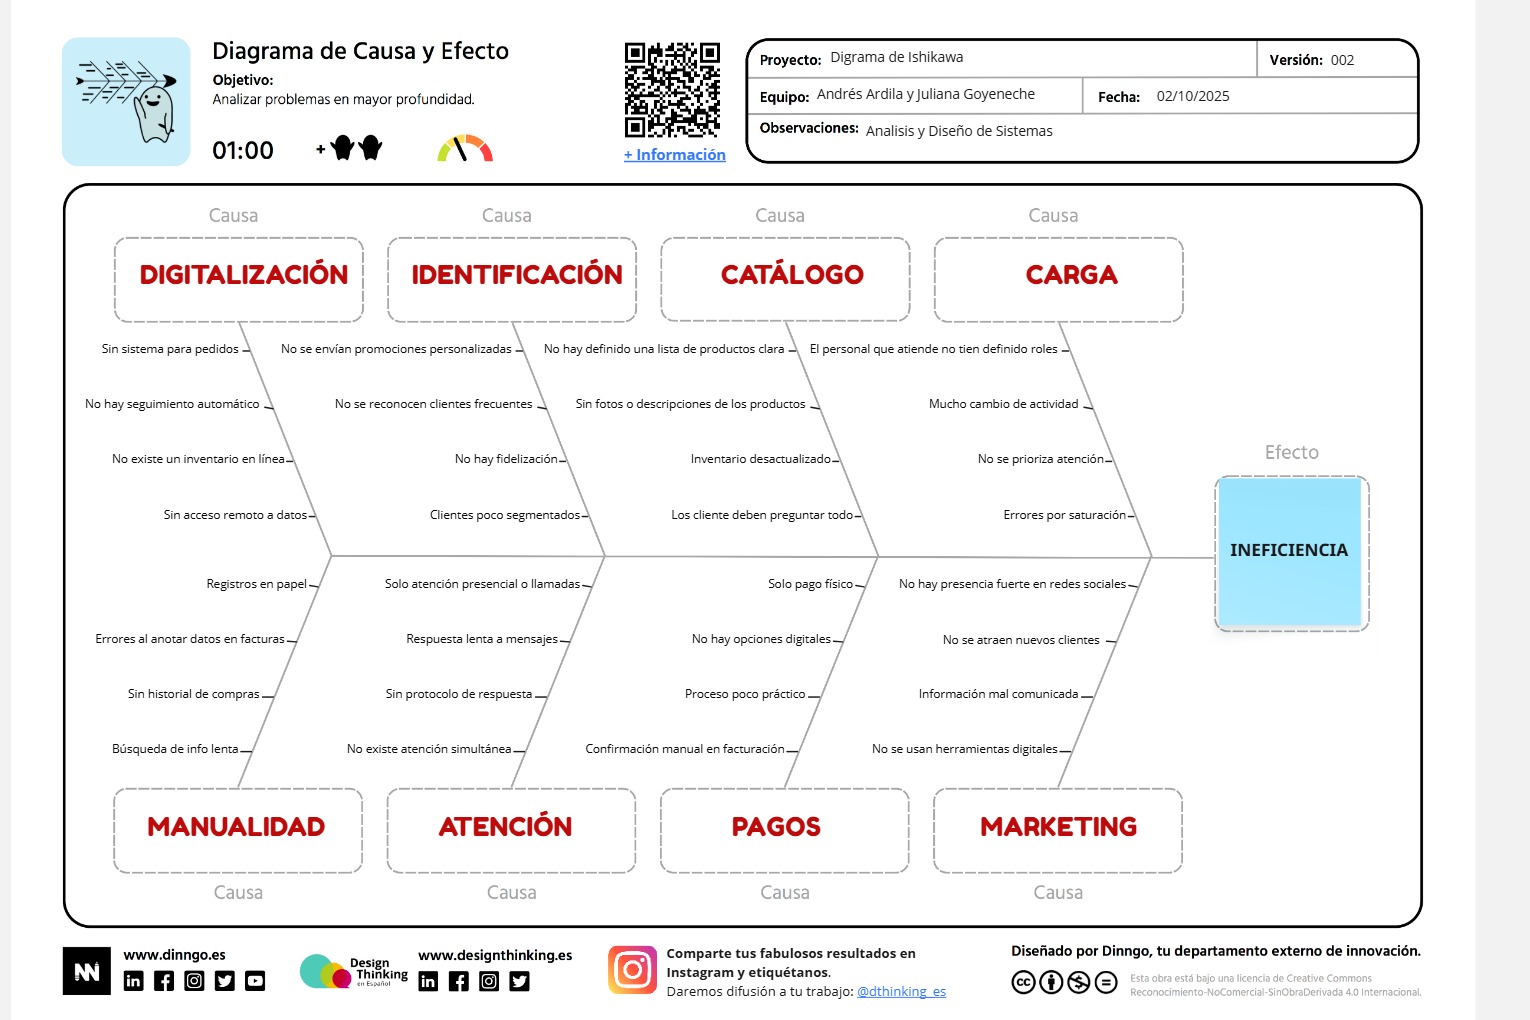 Diagrama de Causa y Efecto
Objetivo:
Analizar problemas en mayor profundidad.
01:00
+
+ Información
Proyecto: Digrama de Ishikawa
Versión: 002
Equipo: Andrés Ardila y Juliana Goyeneche
Fecha: 02/10/2025
Observaciones: Analisis y Diseño de Sistemas
Causa
Causa
Causa
Causa
DIGITALIZACIÓN
IDENTIFICACIÓN
CATÁLOGO
CARGA
Sin sistema para pedidos
No hay seguimiento automático
No existe un inventario en línea
Sin acceso remoto a datos
No se envían promociones personalizadas
No se reconocen clientes frecuentes
No hay fidelización
Clientes poco segmentados
No hay definido una lista de productos clara
Sin fotos o descripciones de los productos
Inventario desactualizado
Los cliente deben preguntar todo
El personal que atiende no tien definido roles
Mucho cambio de actividad
No se prioriza atención
Errores por saturación
Efecto
INEFICIENCIA
Registros en papel
Errores al anotar datos en facturas
Sin historial de compras
Búsqueda de info lenta
Solo atención presencial o llamadas
Respuesta lenta a mensajes
Sin protocolo de respuesta
No existe atención simultánea
Solo pago físico
No hay opciones digitales
Proceso poco práctico
Confirmación manual en facturación
No hay presencia fuerte en redes sociales
No se atraen nuevos clientes
Información mal comunicada
No se usan herramientas digitales
MANUALIDAD
ATENCIÓN
PAGOS
MARKETING
Causa
Causa
Causa
Causa
www.dinngo.es
Design
Thinking
en Español
www.designthinking.es
Comparte tus fabulosos resultados en
Instagram y etiquétanos.
Daremos difusión a tu trabajo: @dthinking_es
Diseñado por Dinngo, tu departamento externo de innovación.
Esta obra está bajo una licencia de Creative Commons
Reconocimiento-NoComercial-SinObraDerivada 4.0 Internacional.